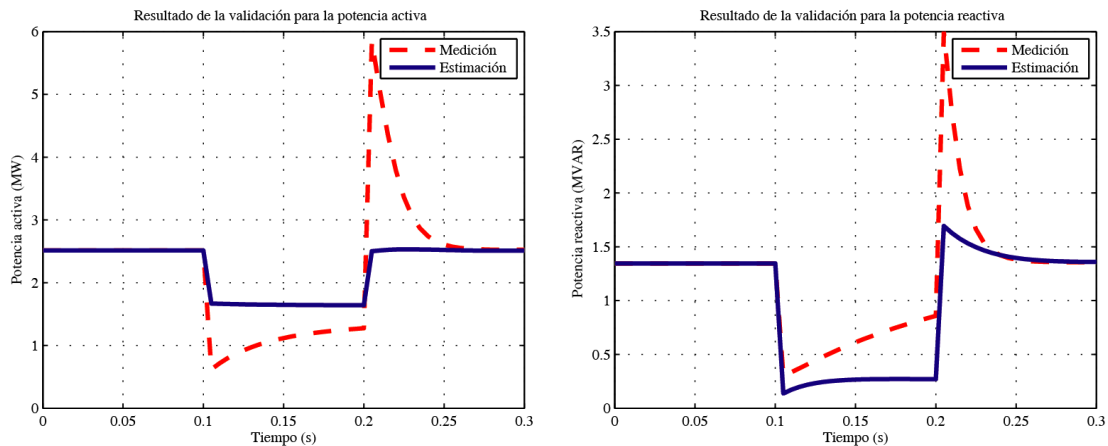 Resultado de la validación para la potencia activa
Potencia activa (MW)
6
5
4
3
2
1
0
Medición
Estimación
0 0.05 0.1 0.15 0.2 0.25 0.3
Tiempo (s)
Resultado de la validación para la potencia reactiva
Potencia reactiva (MVAR)
3.5
3
2.5
2
1.5
1
0.5
0
Medición
Estimación
0 0.05 0.1 0.15 0.2 0.25 0.3
Tiempo (s)